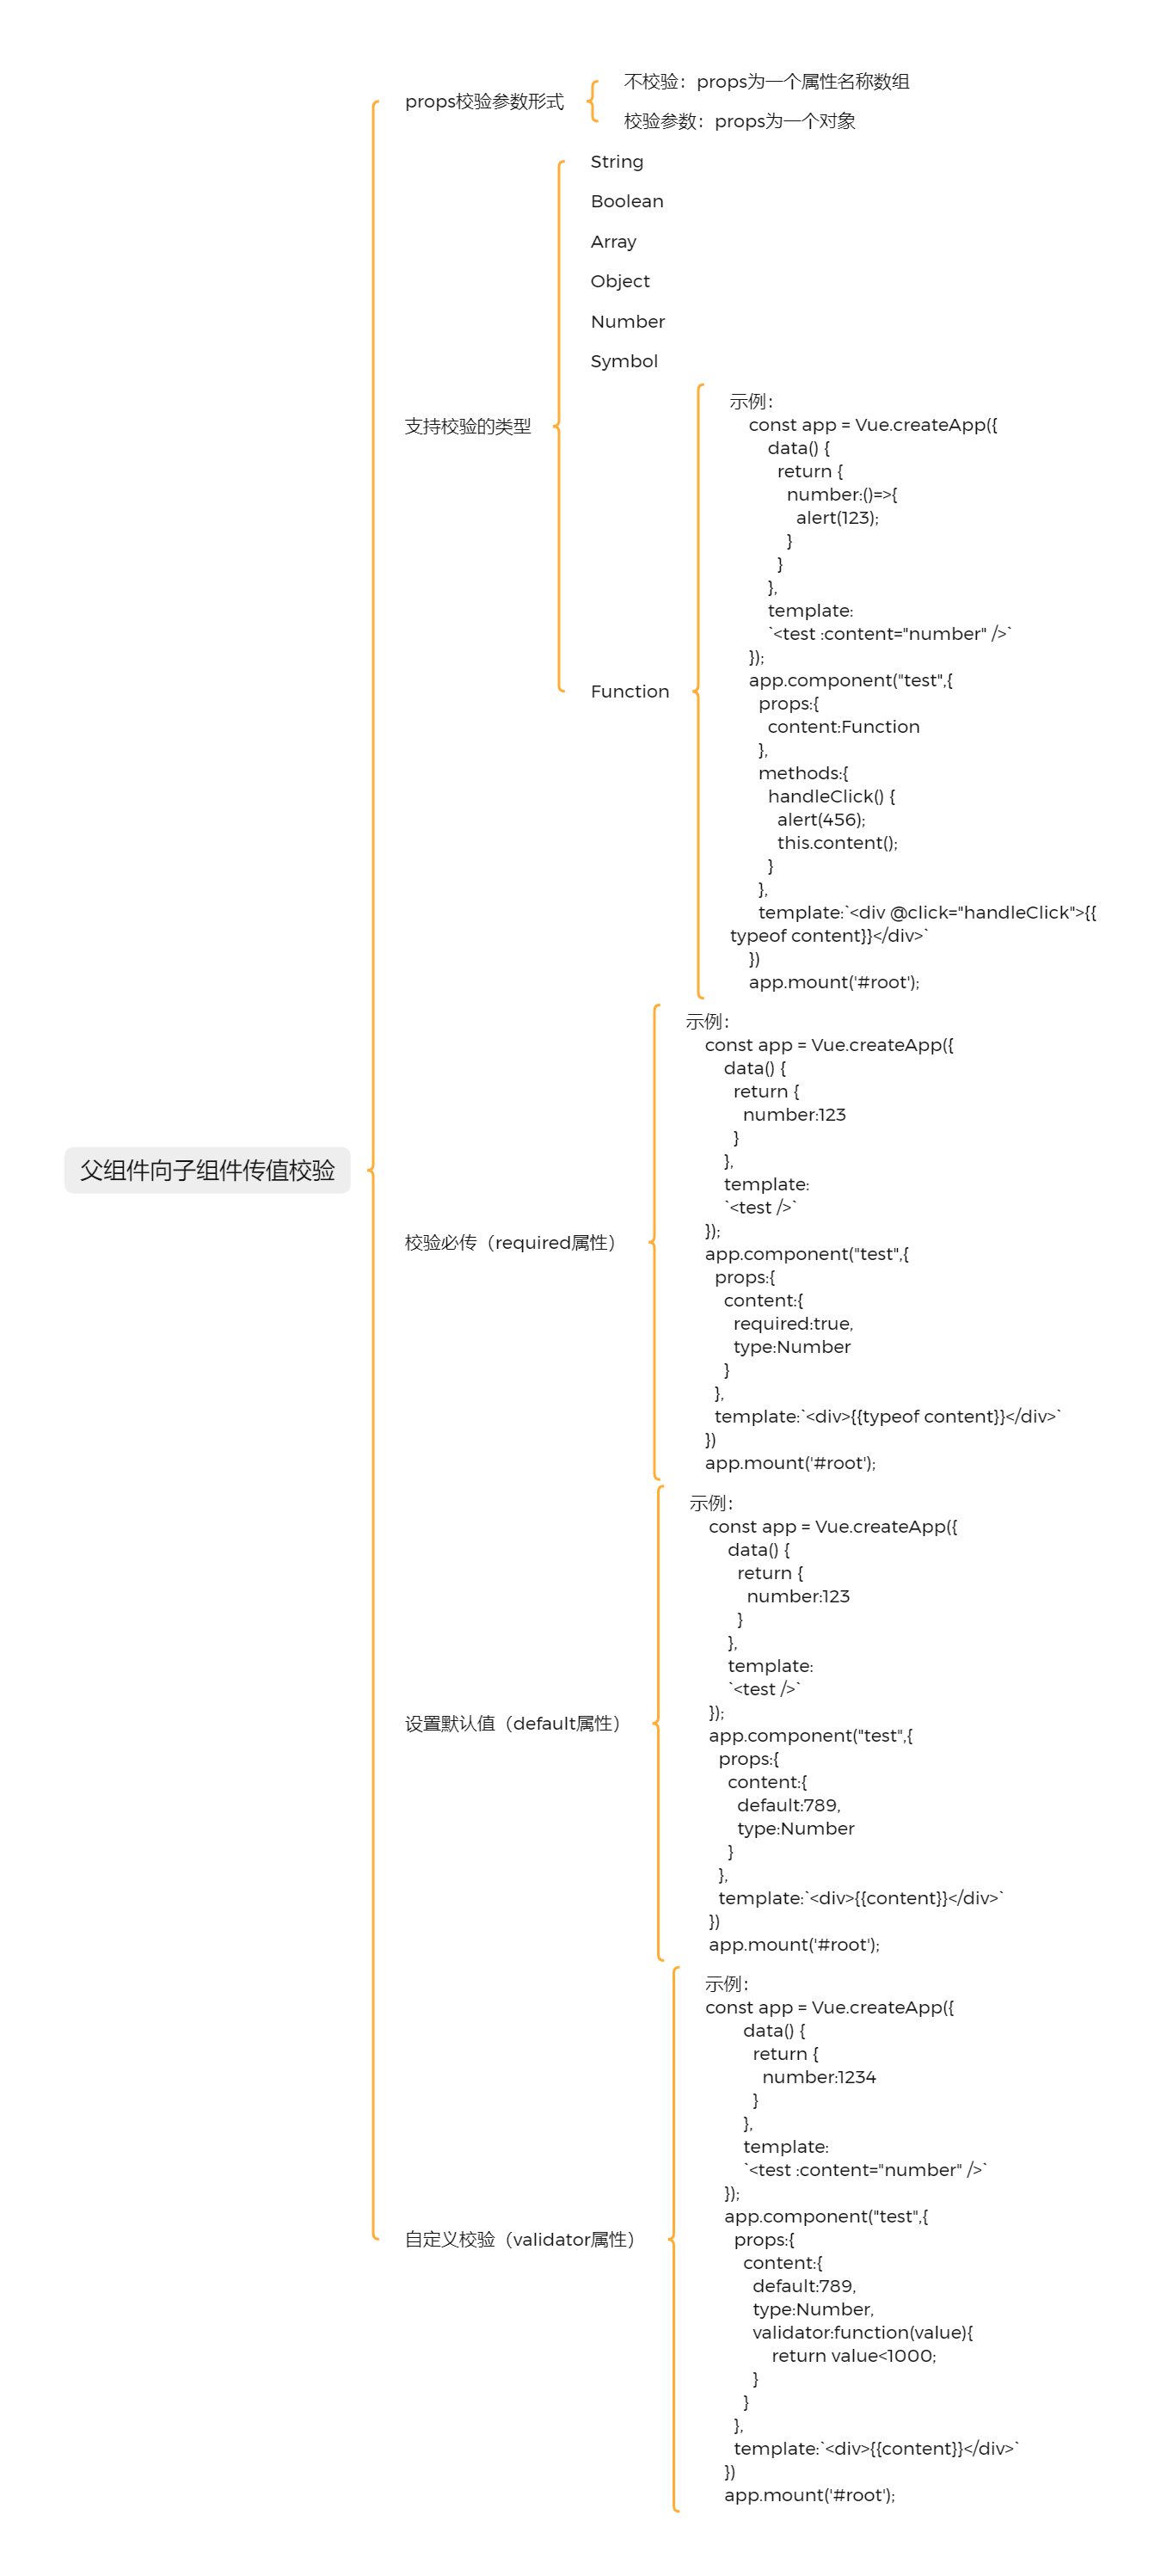 父组件向子组件传值校验
props校验参数形式
不校验：props为一个属性名称数组
校验参数：props为一个对象
支持校验的类型
String
Boolean
Array
Object
Number
Symbol
Function
示例：
const app = Vue.createApp({
data() {
return {
number:()=>{
alert(123);
}
}
},
template:
`<test :content="number" />`
});
app.component("test",{
props:{
content:Function
},
methods:{
handleClick() {
alert(456);
this.content();
}
},
template:`<div @click="handleClick">{{
typeof content}}</div>`
})
app.mount('#root');
校验必传（required属性）
示例：
const app = Vue.createApp({
data() {
return {
number:123
}
},
template:
`<test />`
});
app.component("test",{
props:{
content:{
required:true,
type:Number
}
},
template:`<div>{{typeof content}}</div>`
})
app.mount('#root');
设置默认值（default属性）
示例：
const app = Vue.createApp({
data() {
return {
number:123
}
},
template:
`<test />`
});
app.component("test",{
props:{
content:{
default:789,
type:Number
}
},
template:`<div>{{content}}</div>`
})
app.mount('#root');
自定义校验（validator属性）
示例：
const app = Vue.createApp({
data() {
return {
number:1234
}
},
template:
`<test :content="number" />`
});
app.component("test",{
props:{
content:{
default:789,
type:Number,
validator:function(value){
return value<1000;
}
}
},
template:`<div>{{content}}</div>`
})
app.mount('#root');